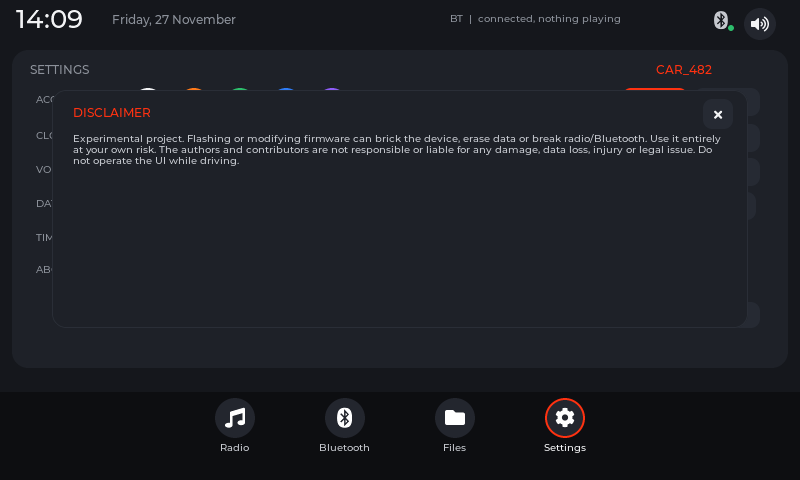 14:09
Friday, 27 November
BT | connected, nothing playing
SETTINGS
CAR_482
DISCLAIMER
Experimental project. Flashing or modifying firmware can brick the device, erase data or break radio/Bluetooth. Use it entirely
at your own risk. The authors and contributors are not responsible or liable for any damage, data loss, injury or legal issue. Do
not operate the UI while driving.
Radio
Bluetooth
Files
Settings